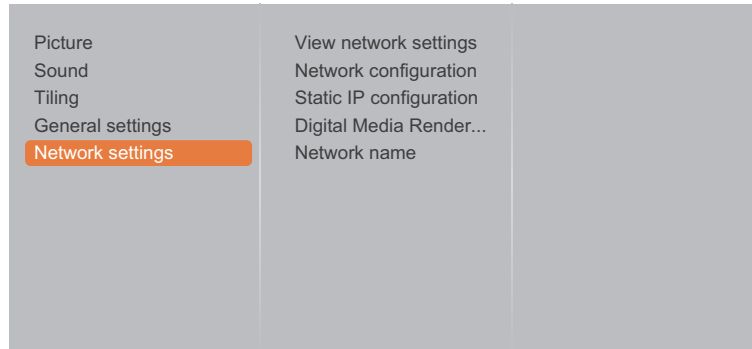 Picture
Sound
Tiling
General settings
Network settings
View network settings
Network configuration
Static IP configuration
Digital Media Render...
Network name